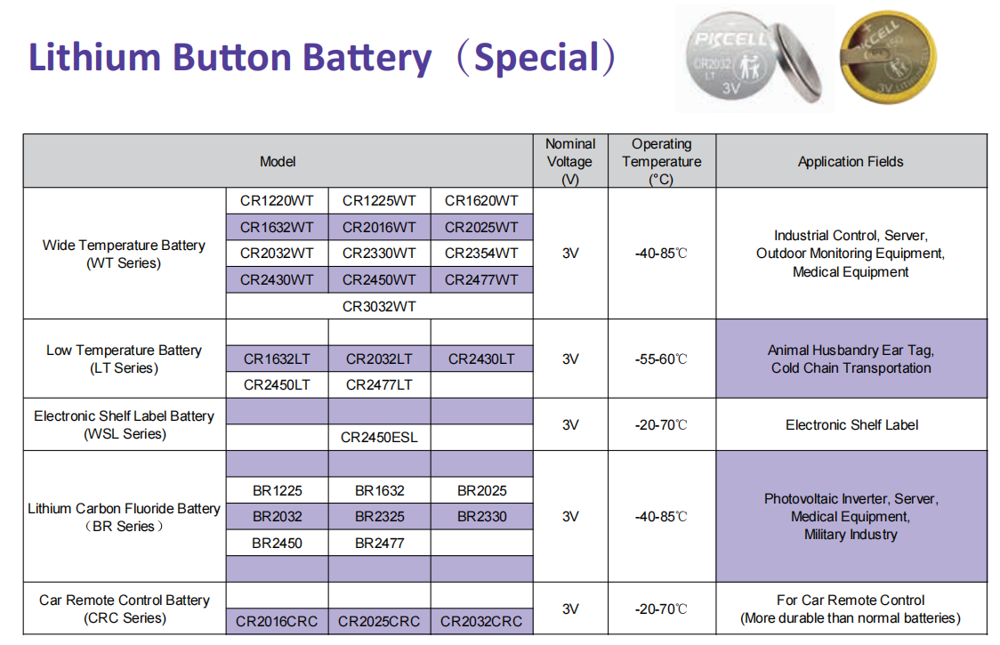 Lithium Button Battery（Special）
PKCELL
CR2032
LT
3V
PKCELL
3V LITHIUM CELL
Model
Nominal
Voltage
(V)
Operating
Temperature
(°C)
Application Fields
Wide Temperature Battery
(WT Series)
CR1220WT CR1225WT CR1620WT
CR1632WT CR2016WT CR2025WT
CR2032WT CR2330WT CR2354WT
CR2430WT CR2450WT CR2477WT
CR3032WT
3V
-40-85℃
Industrial Control, Server,
Outdoor Monitoring Equipment,
Medical Equipment
Low Temperature Battery
(LT Series)
CR1632LT CR2032LT CR2430LT
CR2450LT CR2477LT
3V
-55-60℃
Animal Husbandry Ear Tag,
Cold Chain Transportation
Electronic Shelf Label Battery
(WSL Series)
CR2450ESL
3V
-20-70℃
Electronic Shelf Label
Lithium Carbon Fluoride Battery
（BR Series）
BR1225 BR1632 BR2025
BR2032 BR2325 BR2330
BR2450 BR2477
3V
-40-85℃
Photovoltaic Inverter, Server,
Medical Equipment,
Military Industry
Car Remote Control Battery
(CRC Series)
CR2016CRC CR2025CRC CR2032CRC
3V
-20-70℃
For Car Remote Control
(More durable than normal batteries)